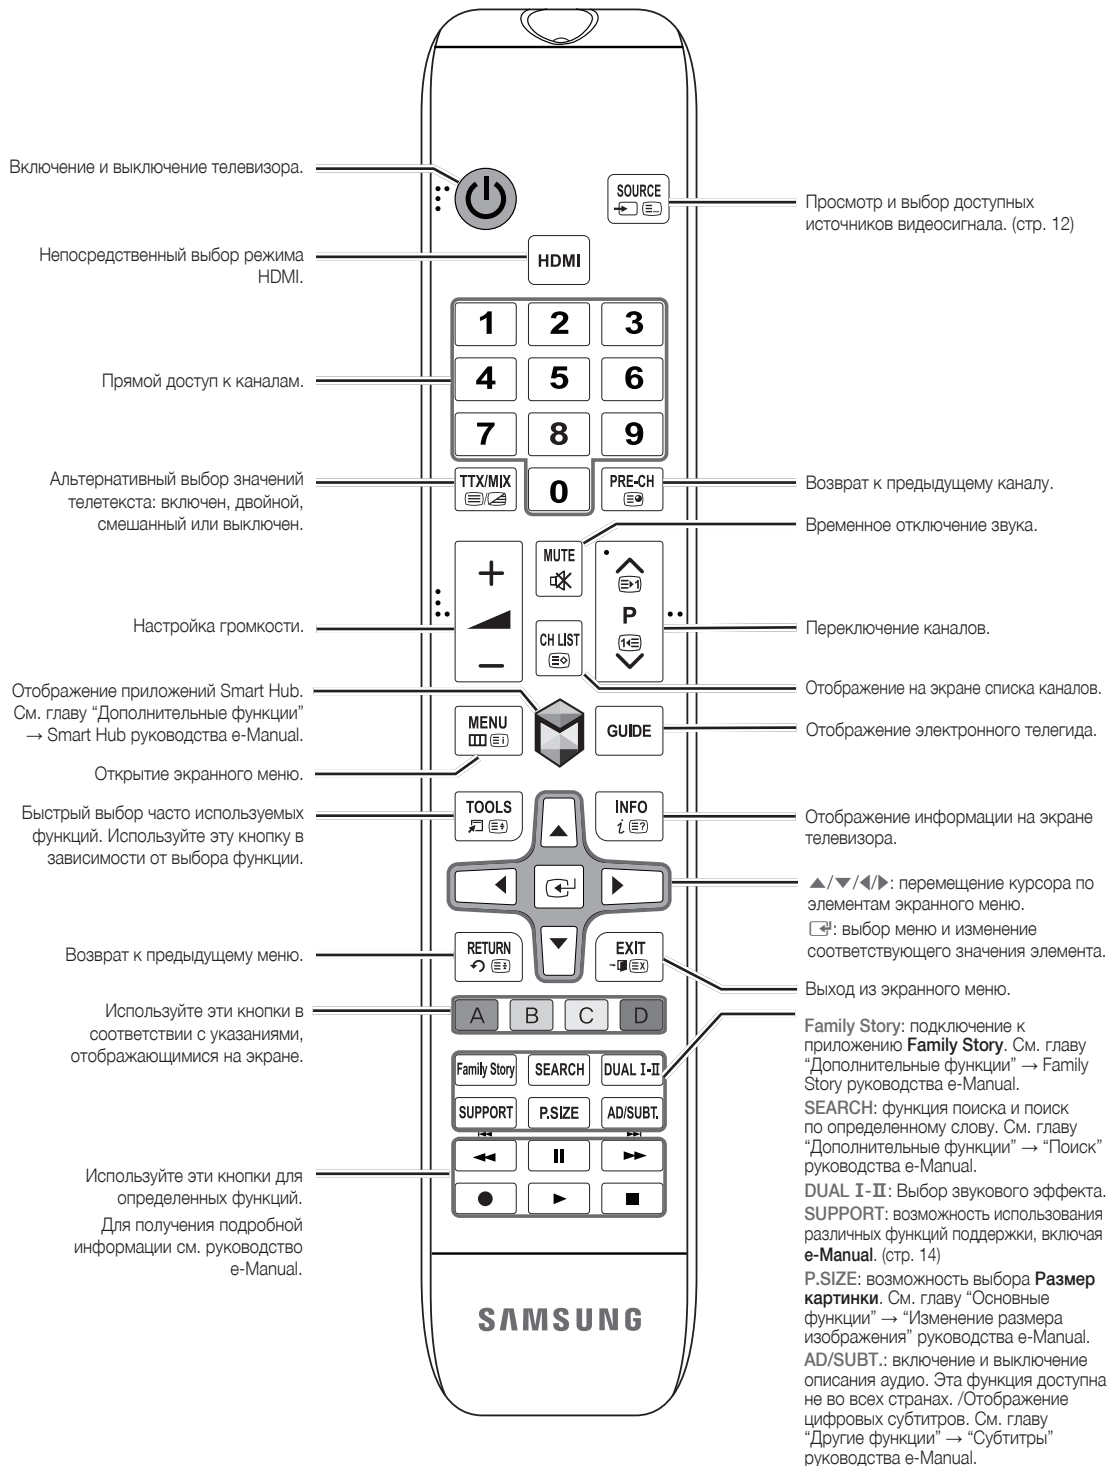 Включение и выключение телевизора.
SOURCE
Просмотр и выбор доступных
источников видеосигнала. (стр. 12)
Непосредственный выбор режима
HDMI.
HDMI
1 2 3
Прямой доступ к каналам.
4 5 6
7 8 9
Альтернативный выбор значений
телетекста: включен, двойной,
смешанный или выключен.
TTX/MIX
0
PRE-CH
Возврат к предыдущему каналу.
Временное отключение звука.
MUTE
Настройка громкости.
+
–
P
CH LIST
Переключение каналов.
Отображение приложений Smart Hub.
См. главу “Дополнительные функции”
→ Smart Hub руководства e-Manual.
Отображение на экране списка каналов.
MENU
GUIDE
Отображение электронного телегида.
Открытие экранного меню.
Быстрый выбор часто используемых
функций. Используйте эту кнопку в
зависимости от выбора функции.
TOOLS
INFO
Отображение информации на экране
телевизора.
▲/▼/◀/▶: перемещение курсора по
элементам экранного меню.
: выбор меню и изменение
соответствующего значения элемента.
Возврат к предыдущему меню.
RETURN
EXIT
Выход из экранного меню.
Используйте эти кнопки в
соответствии с указаниями,
отображающимися на экране.
A B C D
Family Story SEARCH DUAL I-II
SUPPORT P.SIZE AD/SUBT.
Используйте эти кнопки для
определенных функций.
Для получения подробной
информации см. руководство
e-Manual.
Family Story: подключение к
приложению Family Story. См. главу
“Дополнительные функции” → Family
Story руководства e-Manual.
SEARCH: функция поиска и поиск
по определенному слову. См. главу
“Дополнительные функции” → “Поиск”
руководства e-Manual.
DUAL I-II: Выбор звукового эффекта.
SUPPORT: возможность использования
различных функций поддержки, включая
e-Manual. (стр. 14)
P.SIZE: возможность выбора Размер
картинки. См. главу “Основные
функции” → “Изменение размера
изображения” руководства e-Manual.
AD/SUBT.: включение и выключение
описания аудио. Эта функция доступна
не во всех странах. /Отображение
цифровых субтитров. См. главу
“Другие функции” → “Субтитры”
руководства e-Manual.
SAMSUNG